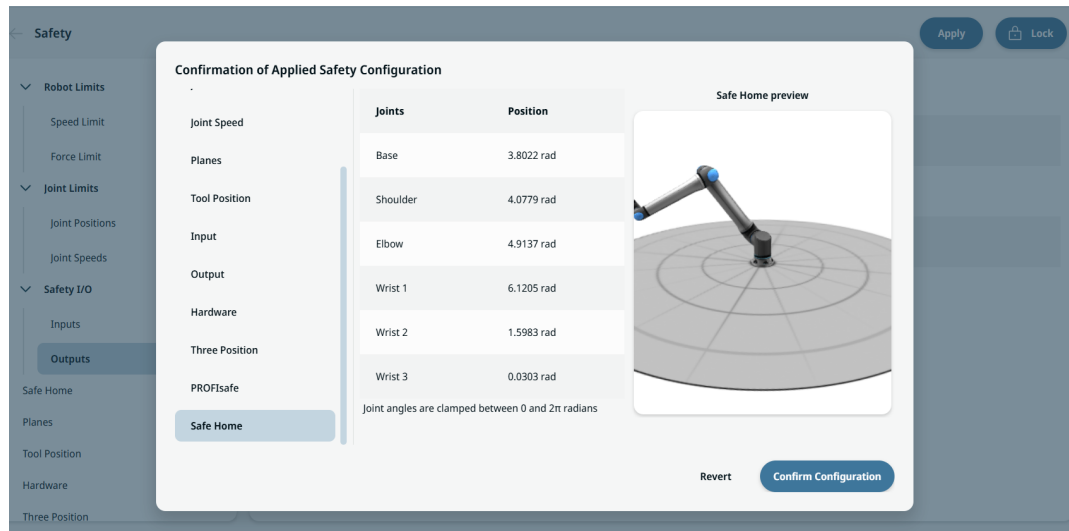 Safety
Apply
Lock
Robot Limits
Speed Limit
Force Limit
Joint Limits
Joint Positions
Joint Speeds
Safety I/O
Inputs
Outputs
Safe Home
Planes
Tool Position
Hardware
Three Position
Confirmation of Applied Safety Configuration
Joint Speed
Planes
Tool Position
Input
Output
Hardware
Three Position
PROFIsafe
Safe Home
Joints Position
Base 3.8022 rad
Shoulder 4.0779 rad
Elbow 4.9137 rad
Wrist 1 6.1205 rad
Wrist 2 1.5983 rad
Wrist 3 0.0303 rad
Joint angles are clamped between 0 and 2π radians
Safe Home preview
Revert
Confirm Configuration